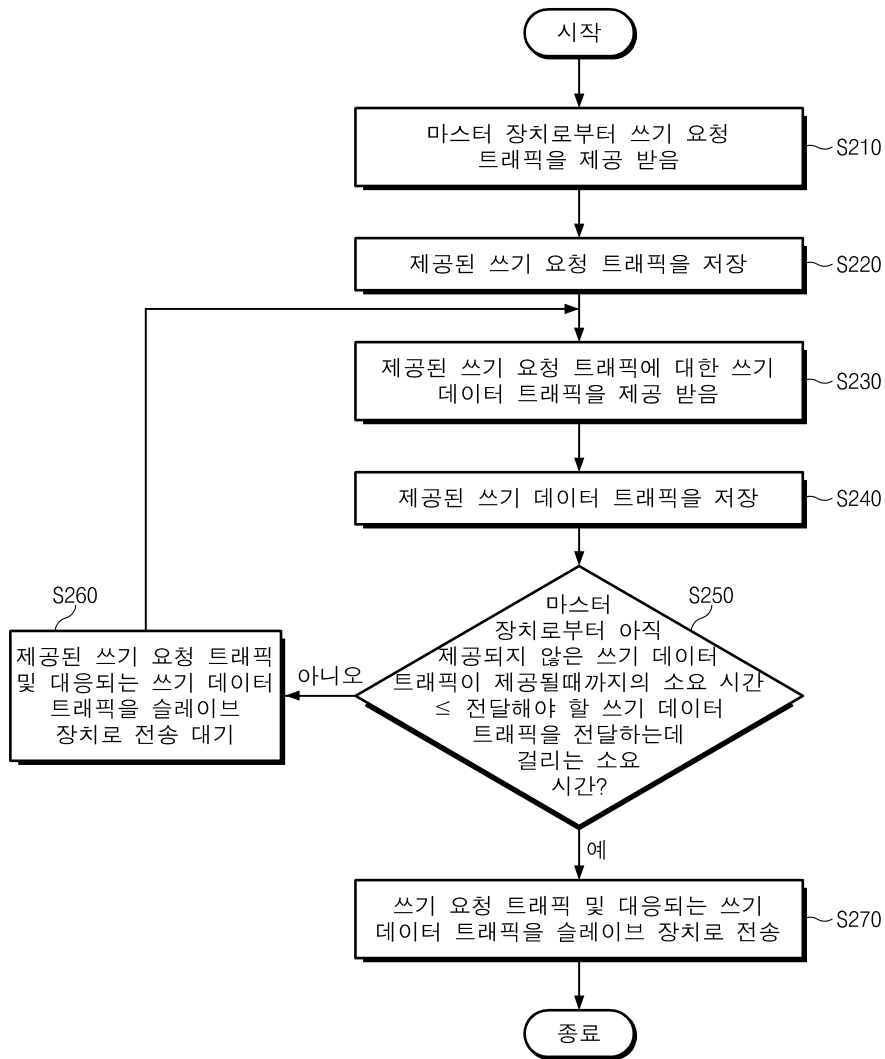 시작
마스터 장치로부터 쓰기 요청
트래픽을 제공 받음
S210
제공된 쓰기 요청 트래픽을 저장
S220
제공된 쓰기 요청 트래픽에 대한 쓰기
데이터 트래픽을 제공 받음
S230
제공된 쓰기 데이터 트래픽을 저장
S240
S250
마스터
장치로부터 아직
제공되지 않은 쓰기 데이터
트래픽이 제공될때까지의 소요 시간
≤ 전달해야 할 쓰기 데이터
트래픽을 전달하는데
걸리는 소요
시간?
아니오
S260
제공된 쓰기 요청 트래픽
및 대응되는 쓰기 데이터
트래픽을 슬레이브
장치로 전송 대기
예
쓰기 요청 트래픽 및 대응되는 쓰기
데이터 트래픽을 슬레이브 장치로 전송
S270
종료